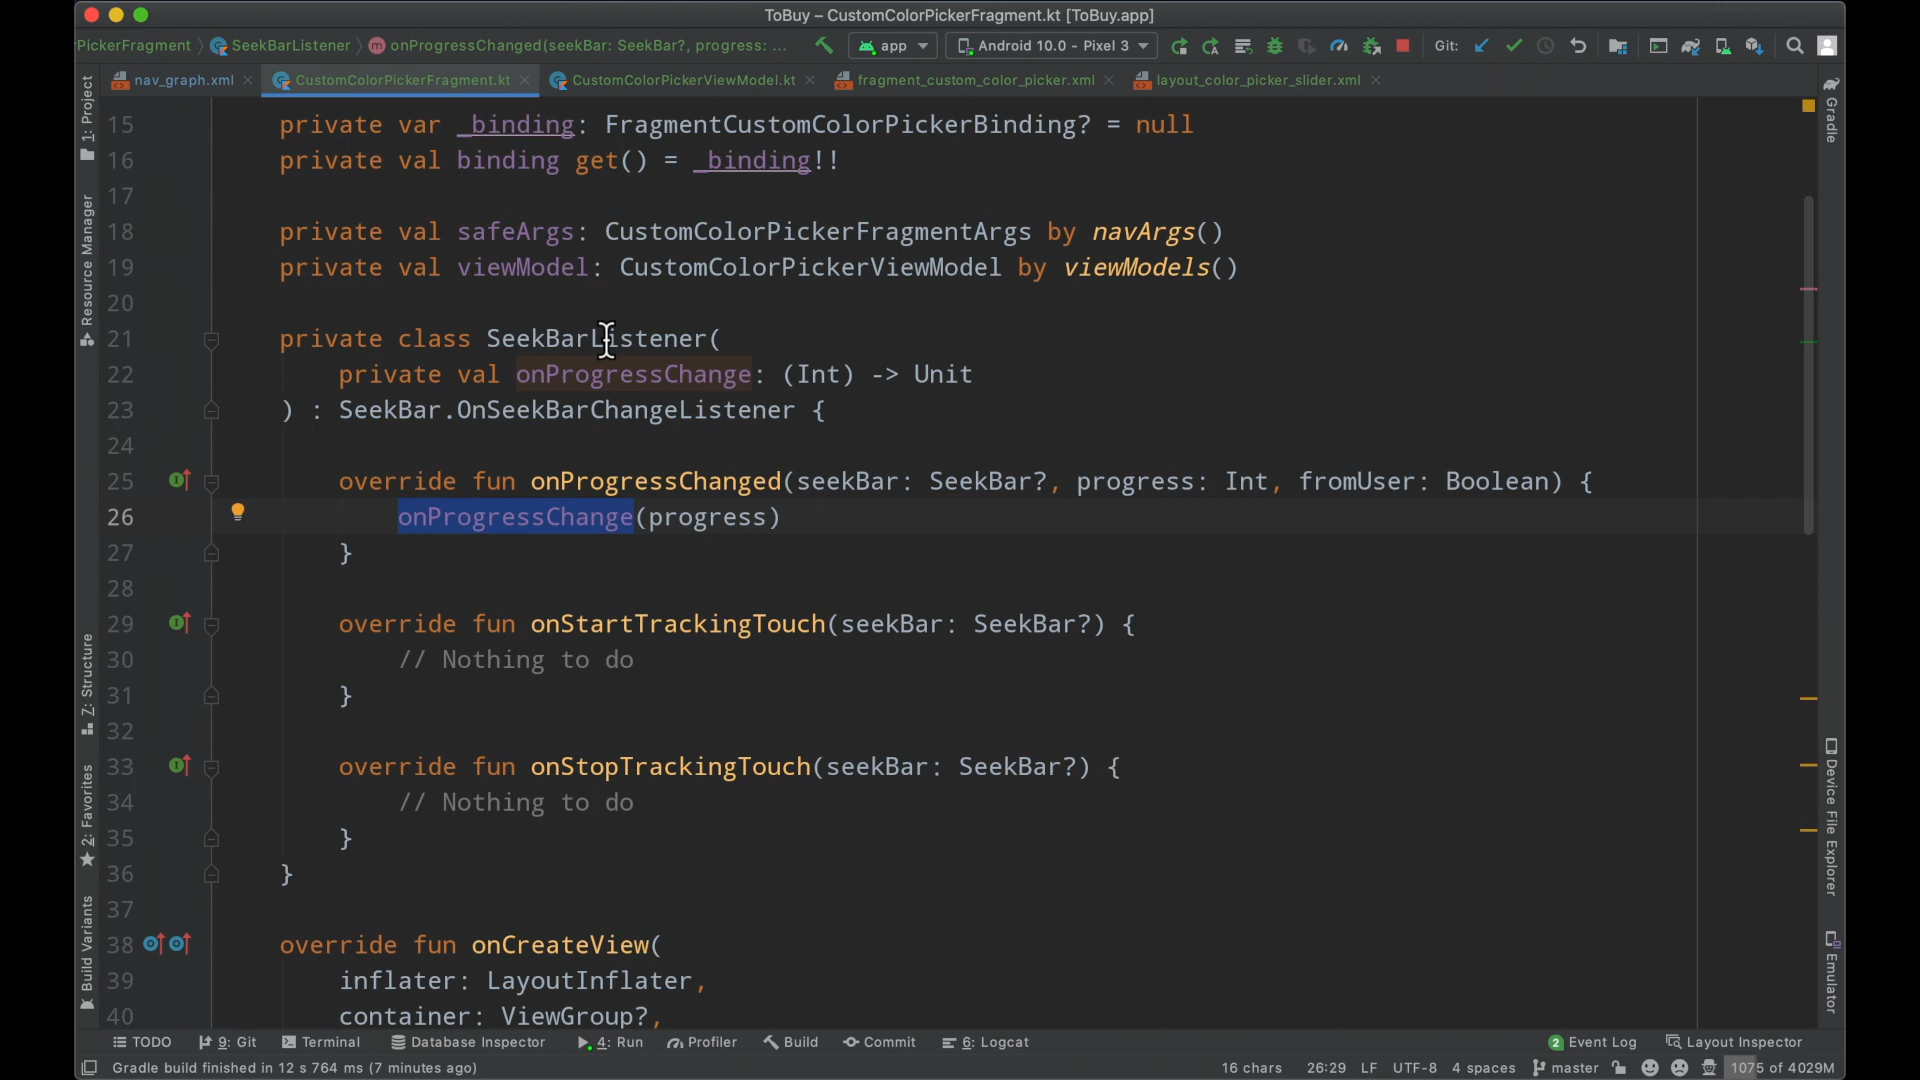 ToBuy – CustomColorPickerFragment.kt [ToBuy.app]
PickerFragment SeekBarListener onProgressChanged(seekBar: SeekBar?, progress: ... app Android 10.0 - Pixel 3 Git:
nav_graph.xml CustomColorPickerFragment.kt CustomColorPickerViewModel.kt fragment_custom_color_picker.xml layout_color_picker_slider.xml
1: Project
Resource Manager
Z: Structure
2: Favorites
Build Variants
15 private var _binding: FragmentCustomColorPickerBinding? = null
16 private val binding get() = _binding!!
17
18 private val safeArgs: CustomColorPickerFragmentArgs by navArgs()
19 private val viewModel: CustomColorPickerViewModel by viewModels()
20
21 private class SeekBarListener(
22 private val onProgressChange: (Int) -> Unit
23 ) : SeekBar.OnSeekBarChangeListener {
24
25 override fun onProgressChanged(seekBar: SeekBar?, progress: Int, fromUser: Boolean) {
26 onProgressChange(progress)
27 }
28
29 override fun onStartTrackingTouch(seekBar: SeekBar?) {
30 // Nothing to do
31 }
32
33 override fun onStopTrackingTouch(seekBar: SeekBar?) {
34 // Nothing to do
35 }
36 }
37
38 override fun onCreateView(
39 inflater: LayoutInflater,
40 container: ViewGroup?,
Gradle
Device File Explorer
Emulator
TODO 9: Git Terminal Database Inspector 4: Run Profiler Build Commit 6: Logcat 2 Event Log Layout Inspector
Gradle build finished in 12 s 764 ms (7 minutes ago) 16 chars 26:29 LF UTF-8 4 spaces master 1075 of 4029M